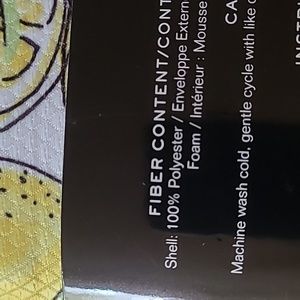 FIBER CONTENT/CONT
Shell: 100% Polyester / Enveloppe Extern
Foam / Intérieur : Mousse
CA
Machine wash cold, gentle cycle with like c
INSTRU